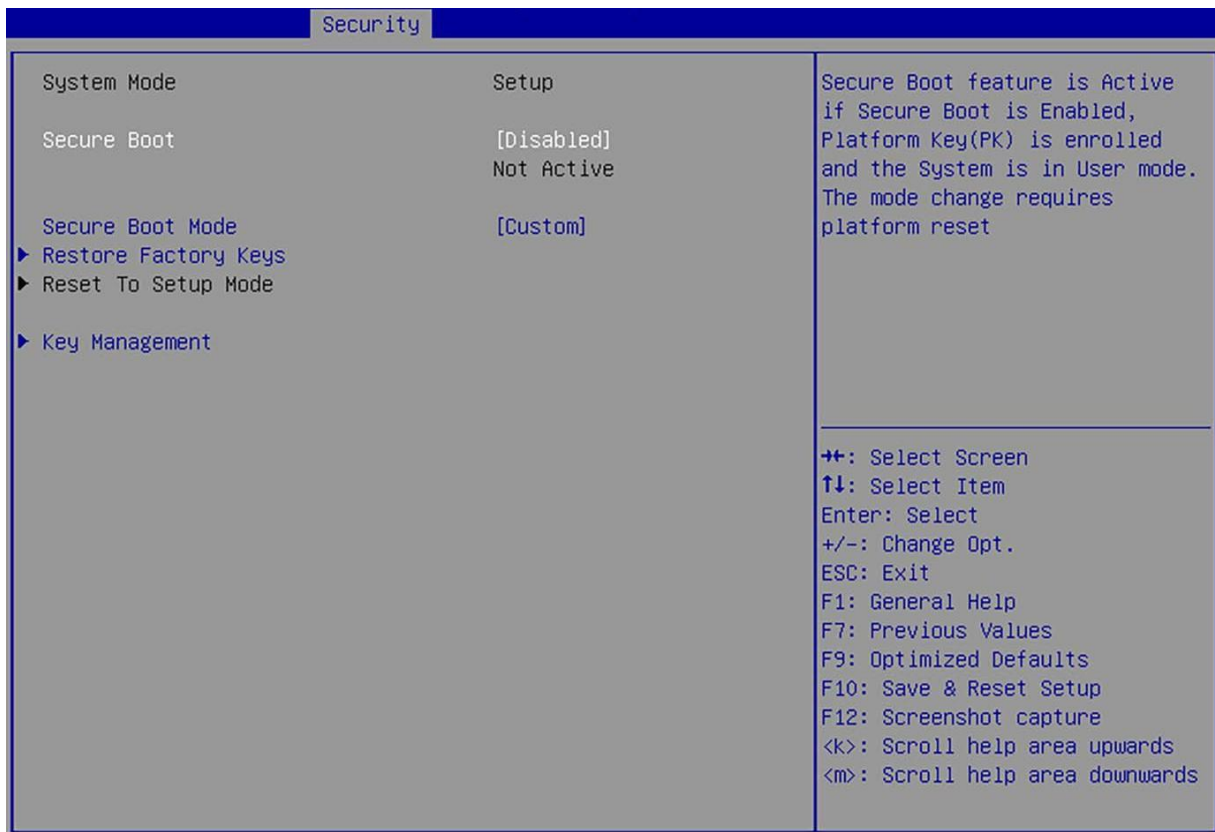 Security
System Mode Setup
Secure Boot [Disabled]
Not Active
Secure Boot Mode [Custom]
Restore Factory Keys
Reset To Setup Mode
Key Management
Secure Boot feature is Active
if Secure Boot is Enabled,
Platform Key(PK) is enrolled
and the System is in User mode.
The mode change requires
platform reset
→←: Select Screen
↑↓: Select Item
Enter: Select
+/-: Change Opt.
ESC: Exit
F1: General Help
F7: Previous Values
F9: Optimized Defaults
F10: Save & Reset Setup
F12: Screenshot capture
<k>: Scroll help area upwards
<m>: Scroll help area downwards